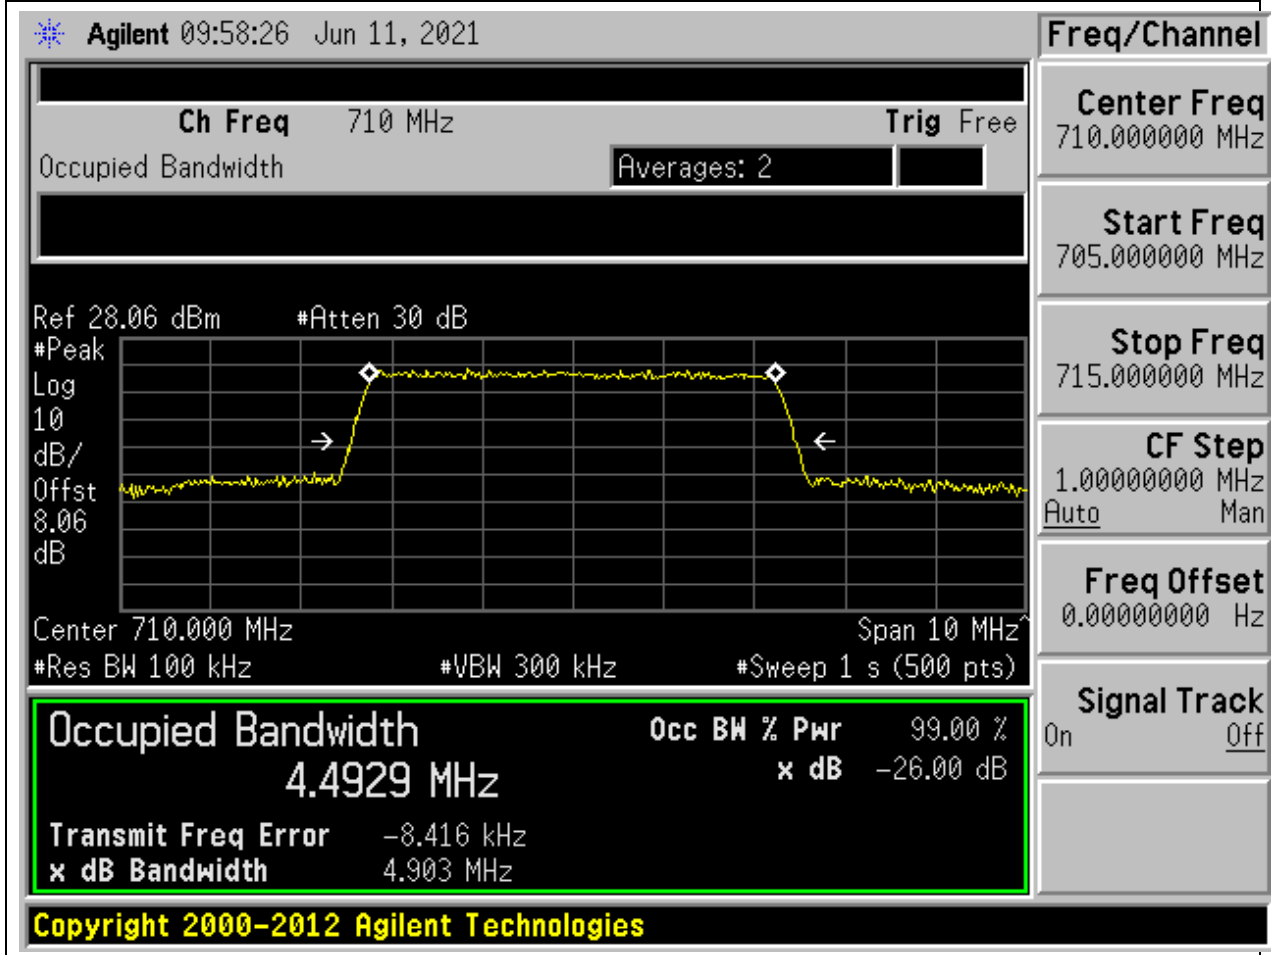 Agilent 09:58:26 Jun 11, 2021
Freq/Channel
Ch Freq 710 MHz Trig Free
Occupied Bandwidth Averages: 2
Ref 28.06 dBm #Atten 30 dB
#Peak
Log
10
dB/
Offst
8.06
dB
Center 710.000 MHz Span 10 MHz^
#Res BW 100 kHz #VBW 300 kHz #Sweep 1 s (500 pts)
Occupied Bandwidth Occ BW % Pwr 99.00 %
4.4929 MHz x dB -26.00 dB
Transmit Freq Error -8.416 kHz
x dB Bandwidth 4.903 MHz
Center Freq
710.000000 MHz
Start Freq
705.000000 MHz
Stop Freq
715.000000 MHz
CF Step
1.00000000 MHz
Auto Man
Freq Offset
0.00000000 Hz
Signal Track
On Off
Copyright 2000-2012 Agilent Technologies